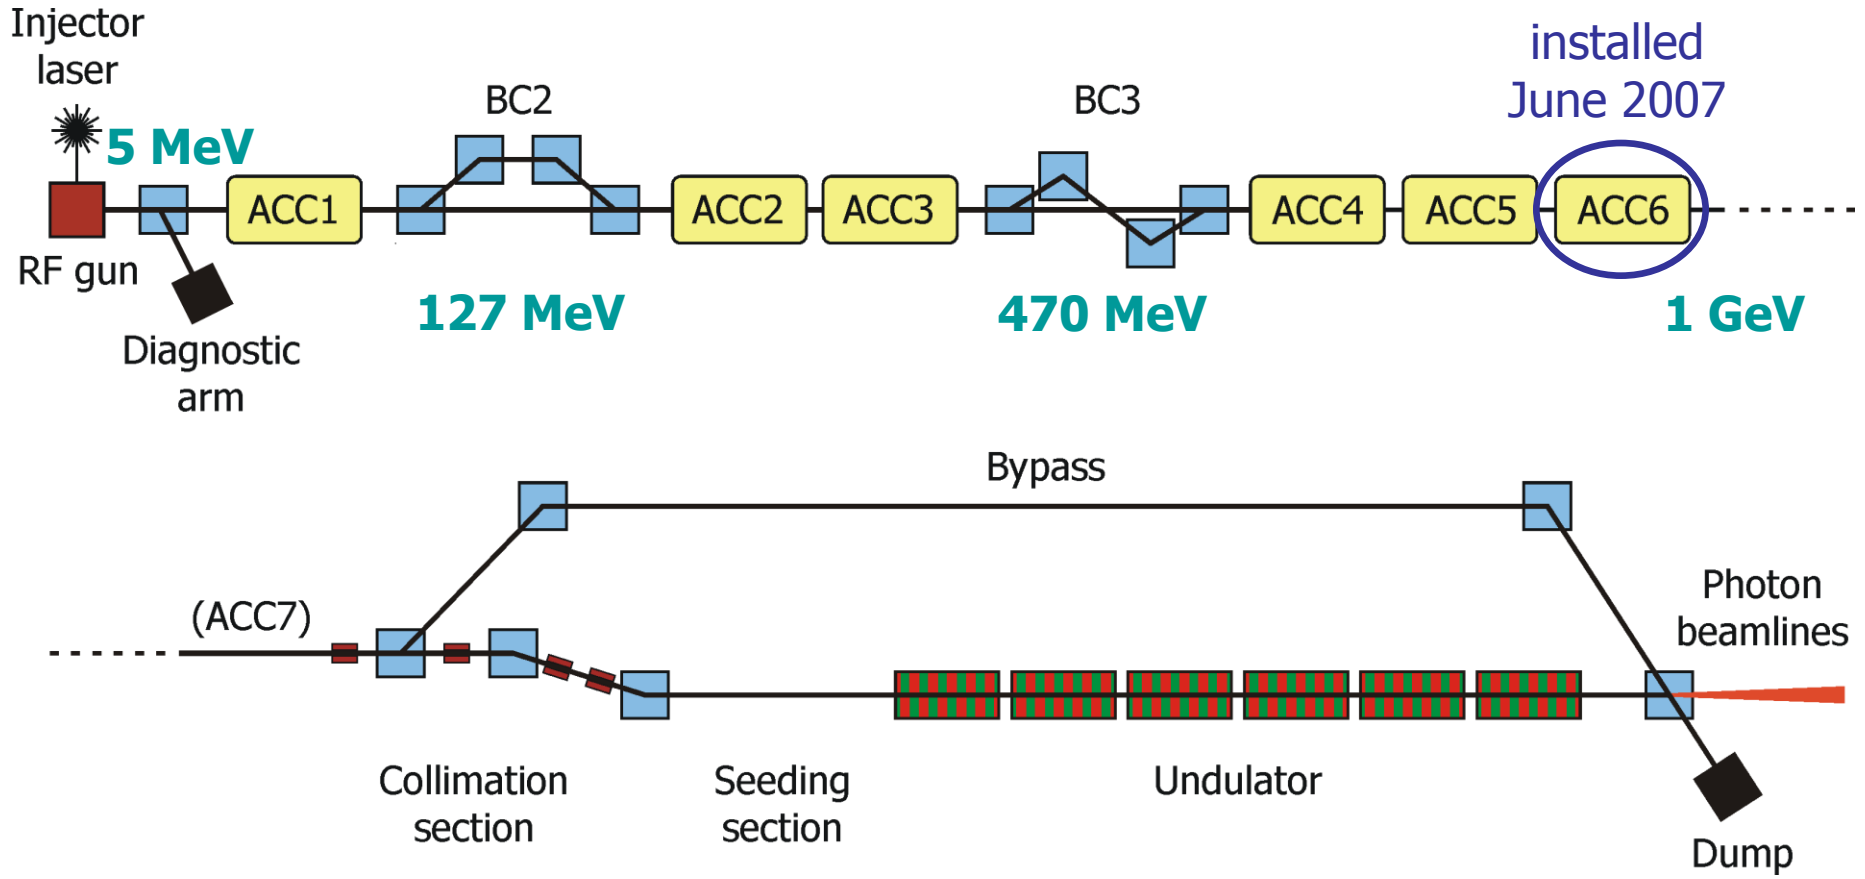 Injector
laser
5 MeV
BC2
BC3
installed
June 2007
ACC1
ACC2
ACC3
ACC4
ACC5
ACC6
RF gun
127 MeV
470 MeV
1 GeV
Diagnostic
arm
Bypass
(ACC7)
Photon
beamlines
Collimation
section
Seeding
section
Undulator
Dump